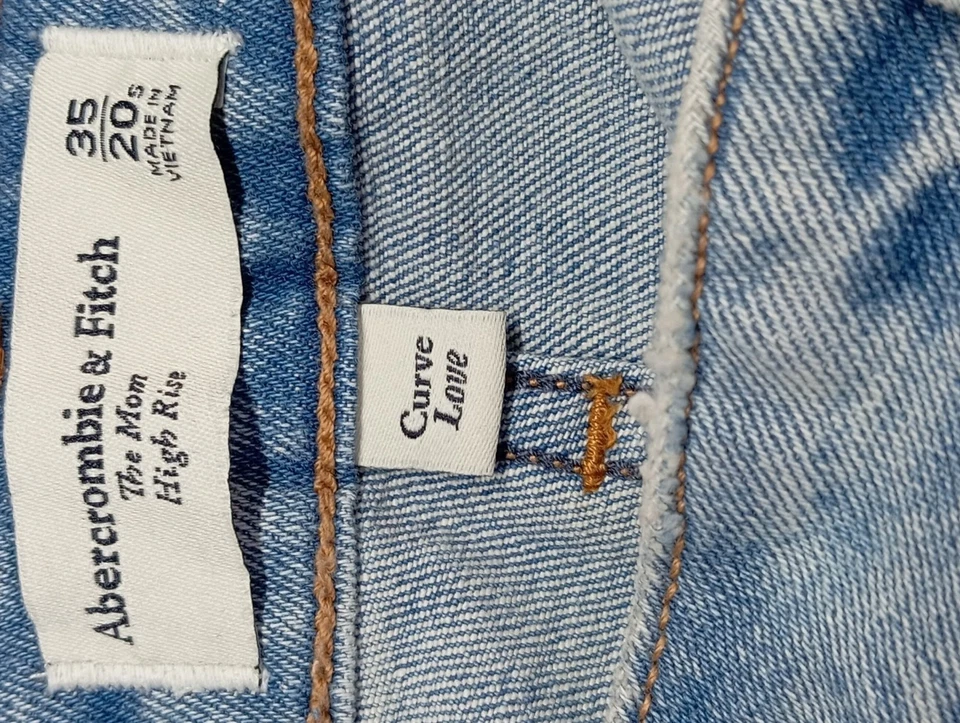 Abercrombie & Fitch
The Mom
High Rise
35
20S
MADE IN
VIETNAM
Curve
Love